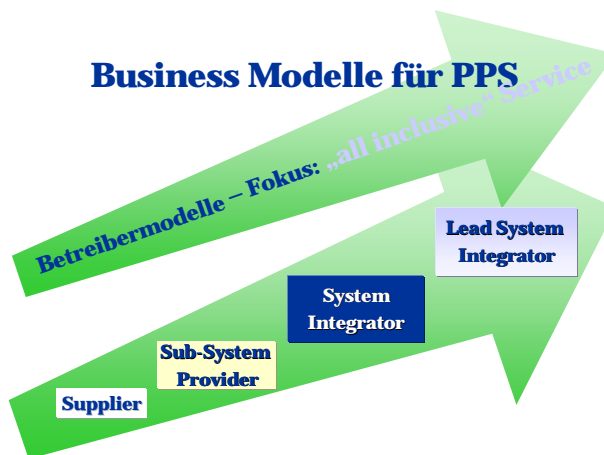 Business Modelle für PPS
Betreibermodelle – Fokus: „all inclusive“ Service
Lead System
Integrator
System
Integrator
Sub-System
Provider
Supplier